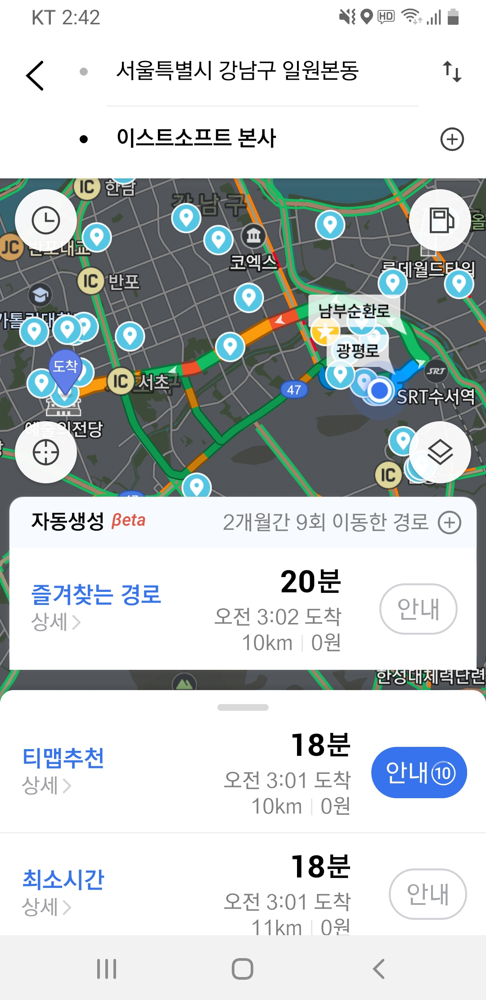 KT 2:42
HD
서울특별시 강남구 일원본동
이스트소프트 본사
IC 한남
강남구
JC 반포대교
코엑스
롯데월드타워
IC 반포
남부순환로
광평로
도착
IC 서초
47
SRT
SRT수서역
예술의전당
IC
47
자동생성 βeta
2개월간 9회 이동한 경로
즐겨찾는 경로
20분
상세
오전 3:02 도착
안내
10km | 0원
한성대체력단련
티맵추천
18분
상세
오전 3:01 도착
안내 10
10km | 0원
최소시간
18분
상세
오전 3:01 도착
안내
11km | 0원